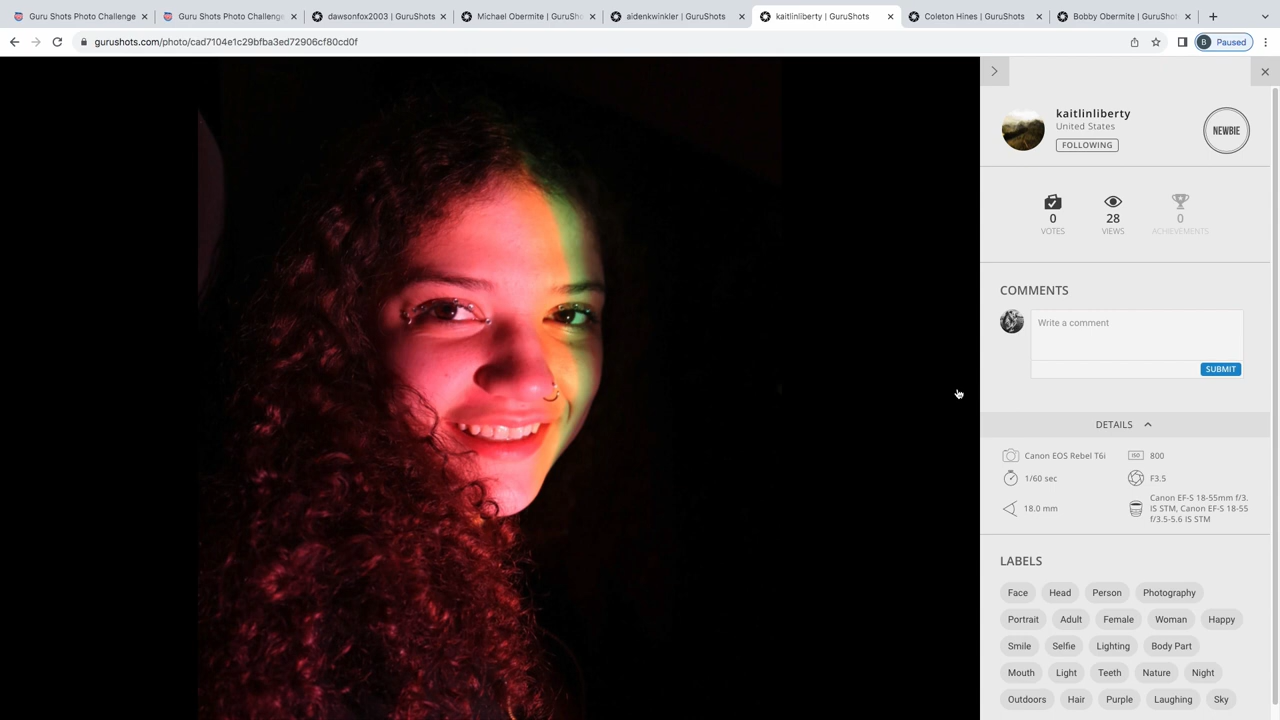 Guru Shots Photo Challenge
Guru Shots Photo Challenge
dawsonfox2003 | GuruShots
Michael Obermite | GuruSho
aidenkwinkler | GuruShots
kaitlinliberty | GuruShots
Coleton Hines | GuruShots
Bobby Obermite | GuruShot
gurushots.com/photo/cad7104e1c29bfba3ed72906cf80cd0f
B Paused
kaitlinliberty
United States
FOLLOWING
NEWBIE
0
VOTES
28
VIEWS
0
ACHIEVEMENTS
COMMENTS
Write a comment
SUBMIT
DETAILS
Canon EOS Rebel T6i
ISO 800
1/60 sec
F3.5
18.0 mm
Canon EF-S 18-55mm f/3.
IS STM, Canon EF-S 18-55
f/3.5-5.6 IS STM
LABELS
Face Head Person Photography
Portrait Adult Female Woman Happy
Smile Selfie Lighting Body Part
Mouth Light Teeth Nature Night
Outdoors Hair Purple Laughing Sky